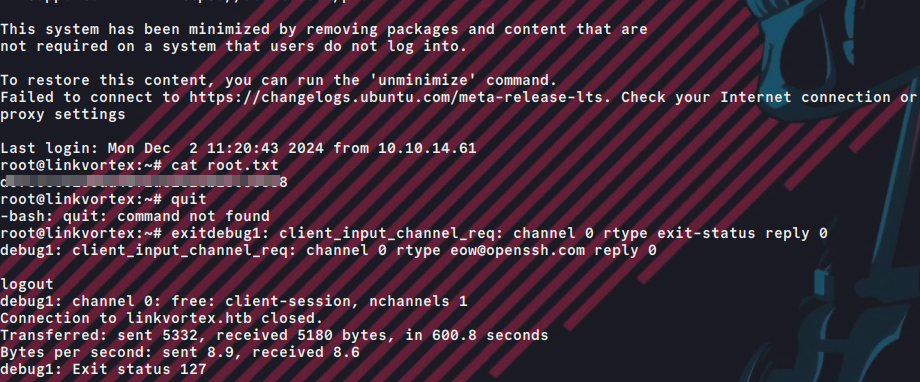 This system has been minimized by removing packages and content that are
not required on a system that users do not log into.
To restore this content, you can run the 'unminimize' command.
Failed to connect to https://changelogs.ubuntu.com/meta-release-lts. Check your Internet connection or
proxy settings
Last login: Mon Dec  2 11:20:43 2024 from 10.10.14.61
root@linkvortex:~# cat root.txt
8
root@linkvortex:~# quit
-bash: quit: command not found
root@linkvortex:~# exitdebug1: client_input_channel_req: channel 0 rtype exit-status reply 0
debug1: client_input_channel_req: channel 0 rtype eow@openssh.com reply 0
logout
debug1: channel 0: free: client-session, nchannels 1
Connection to linkvortex.htb closed.
Transferred: sent 5332, received 5180 bytes, in 600.8 seconds
Bytes per second: sent 8.9, received 8.6
debug1: Exit status 127